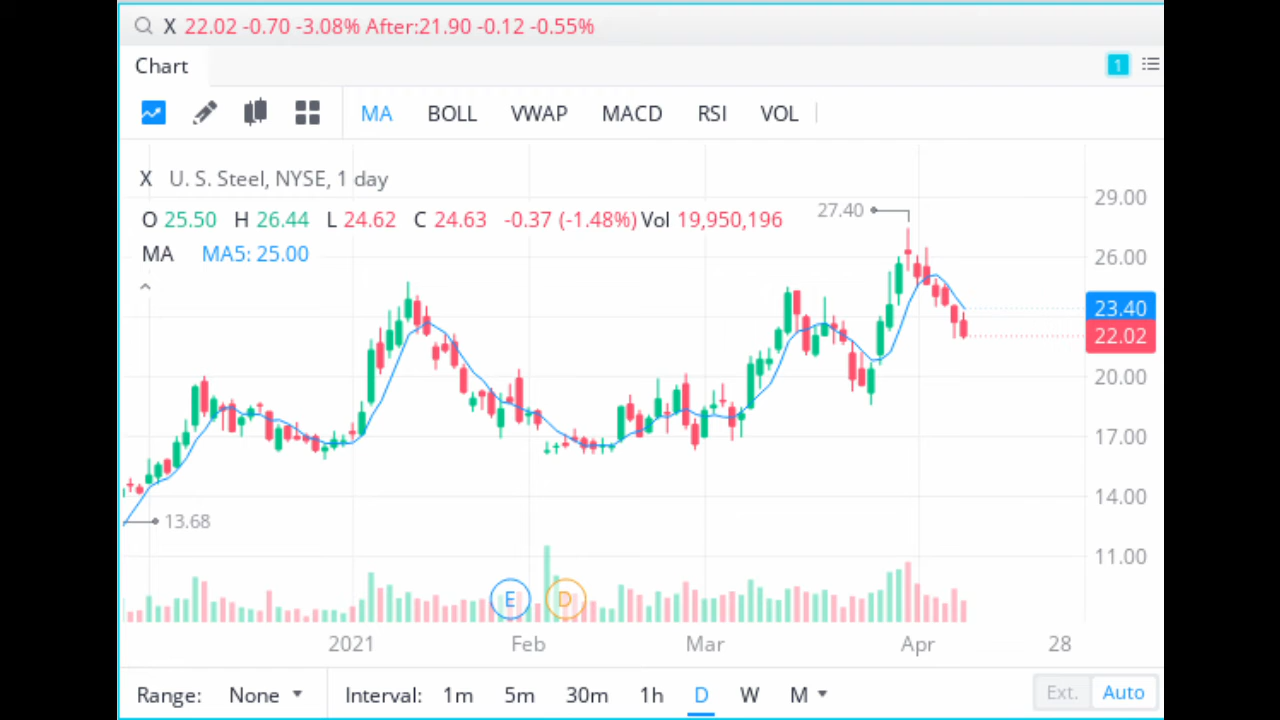 X 22.02 -0.70 -3.08% After:21.90 -0.12 -0.55%
Chart 1
MA BOLL VWAP MACD RSI VOL
X U. S. Steel, NYSE, 1 day
29.00
O 25.50 H 26.44 L 24.62 C 24.63 -0.37 (-1.48%) Vol 19,950,196
27.40
MA MA5: 25.00
26.00
23.40
22.02
20.00
17.00
14.00
13.68
11.00
E D
2021 Feb Mar Apr 28
Range: None Interval: 1m 5m 30m 1h D W M Ext. Auto